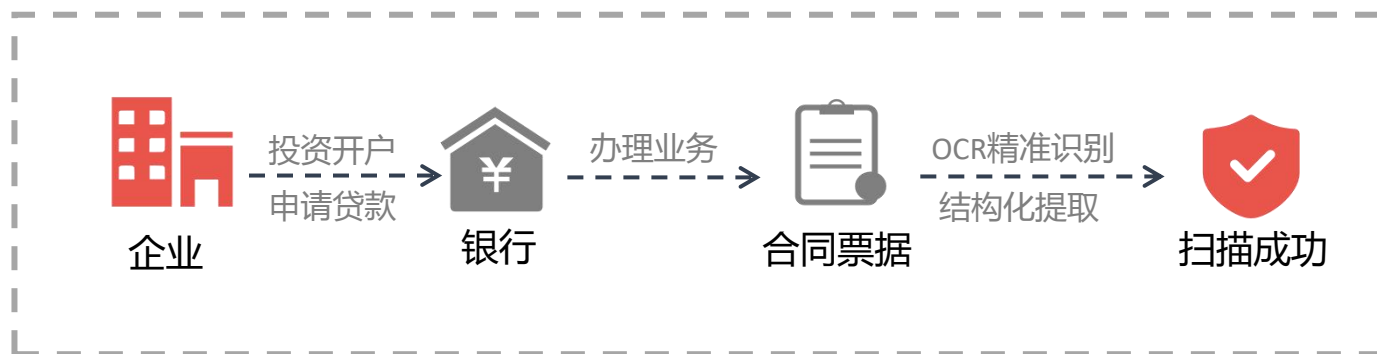 投资开户
申请贷款
办理业务
OCR精准识别
结构化提取
¥
企业
银行
合同票据
扫描成功